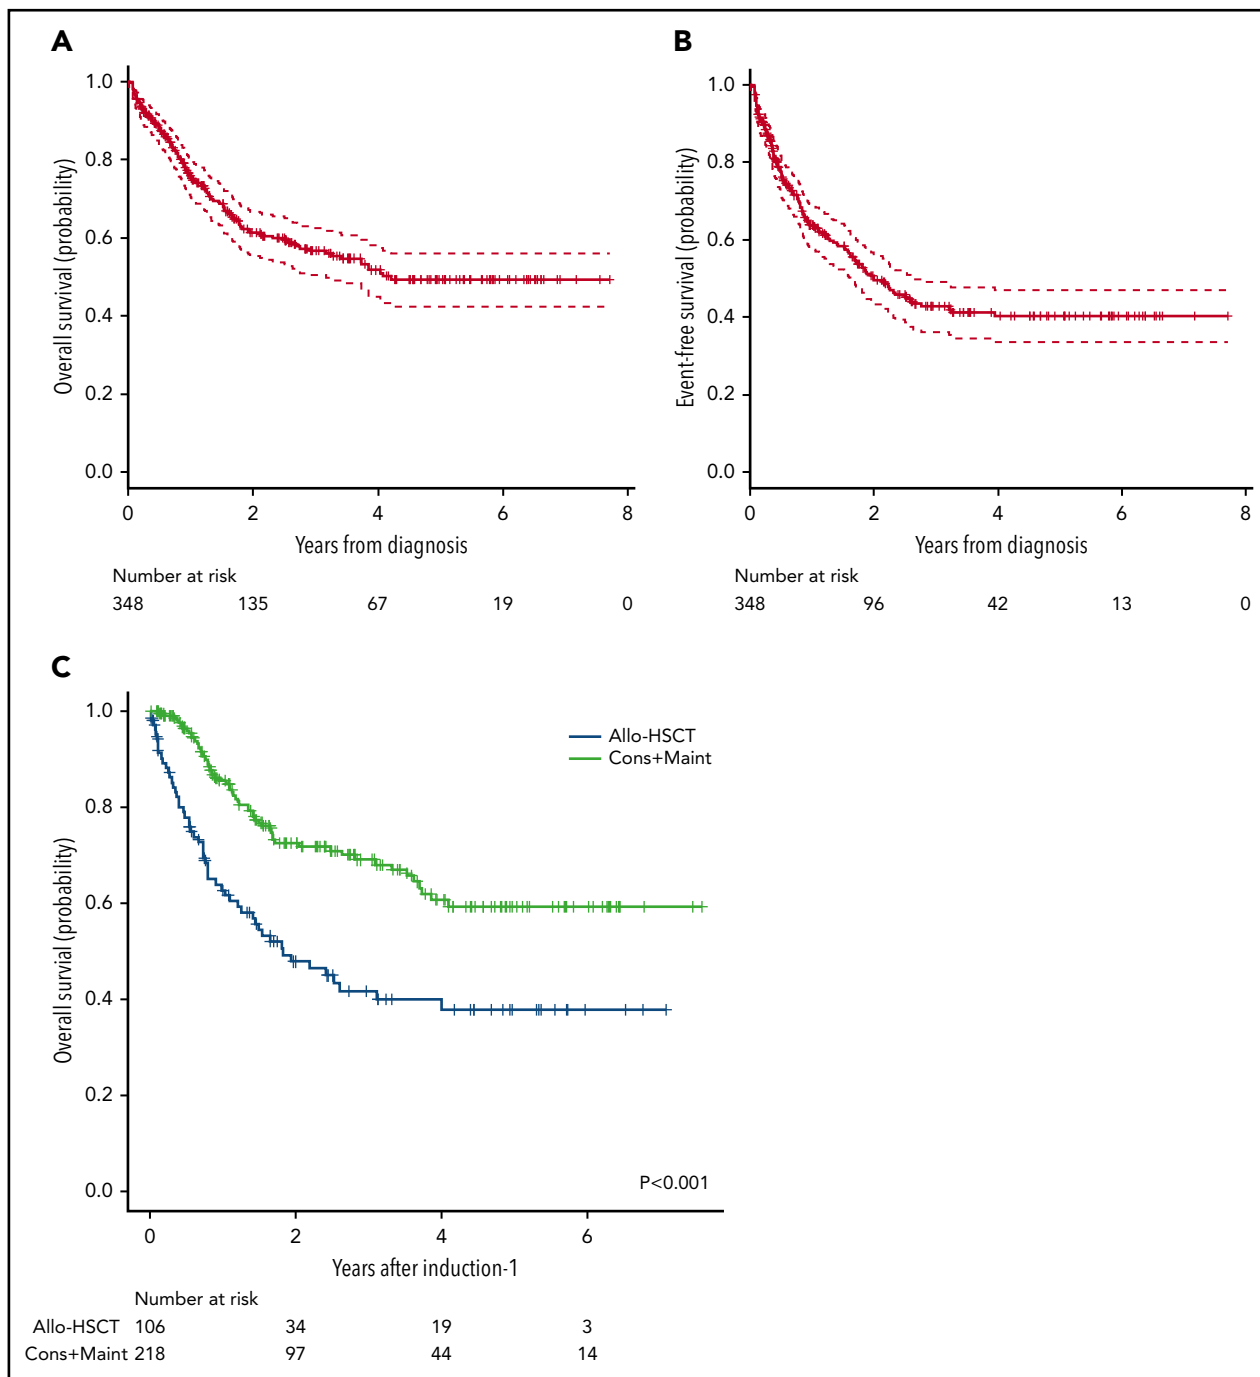 A
Overall survival (probability)
1.0
0.8
0.6
0.4
0.2
0.0
0 2 4 6 8
Years from diagnosis
Number at risk
348 135 67 19 0
B
Event-free survival (probability)
1.0
0.8
0.6
0.4
0.2
0.0
0 2 4 6 8
Years from diagnosis
Number at risk
348 96 42 13 0
C
Overall survial (probability)
1.0
0.8
0.6
0.4
0.2
0.0
Allo-HSCT
Cons+Maint
P<0.001
0 2 4 6
Years after induction-1
Number at risk
Allo-HSCT 106 34 19 3
Cons+Maint 218 97 44 14